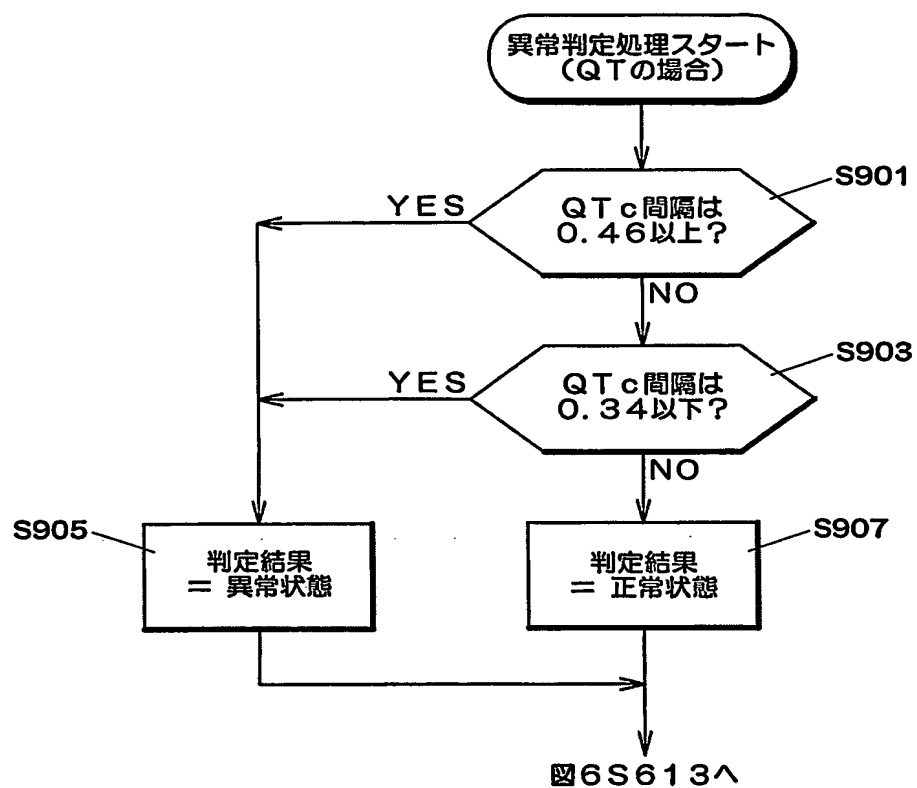 異常判定処理スタート
(QTの場合)
S901
QTc間隔は
0.46以上?
YES
NO
S903
QTc間隔は
0.34以下?
YES
NO
S905
判定結果
= 異常状態
S907
判定結果
= 正常状態
図6S613へ